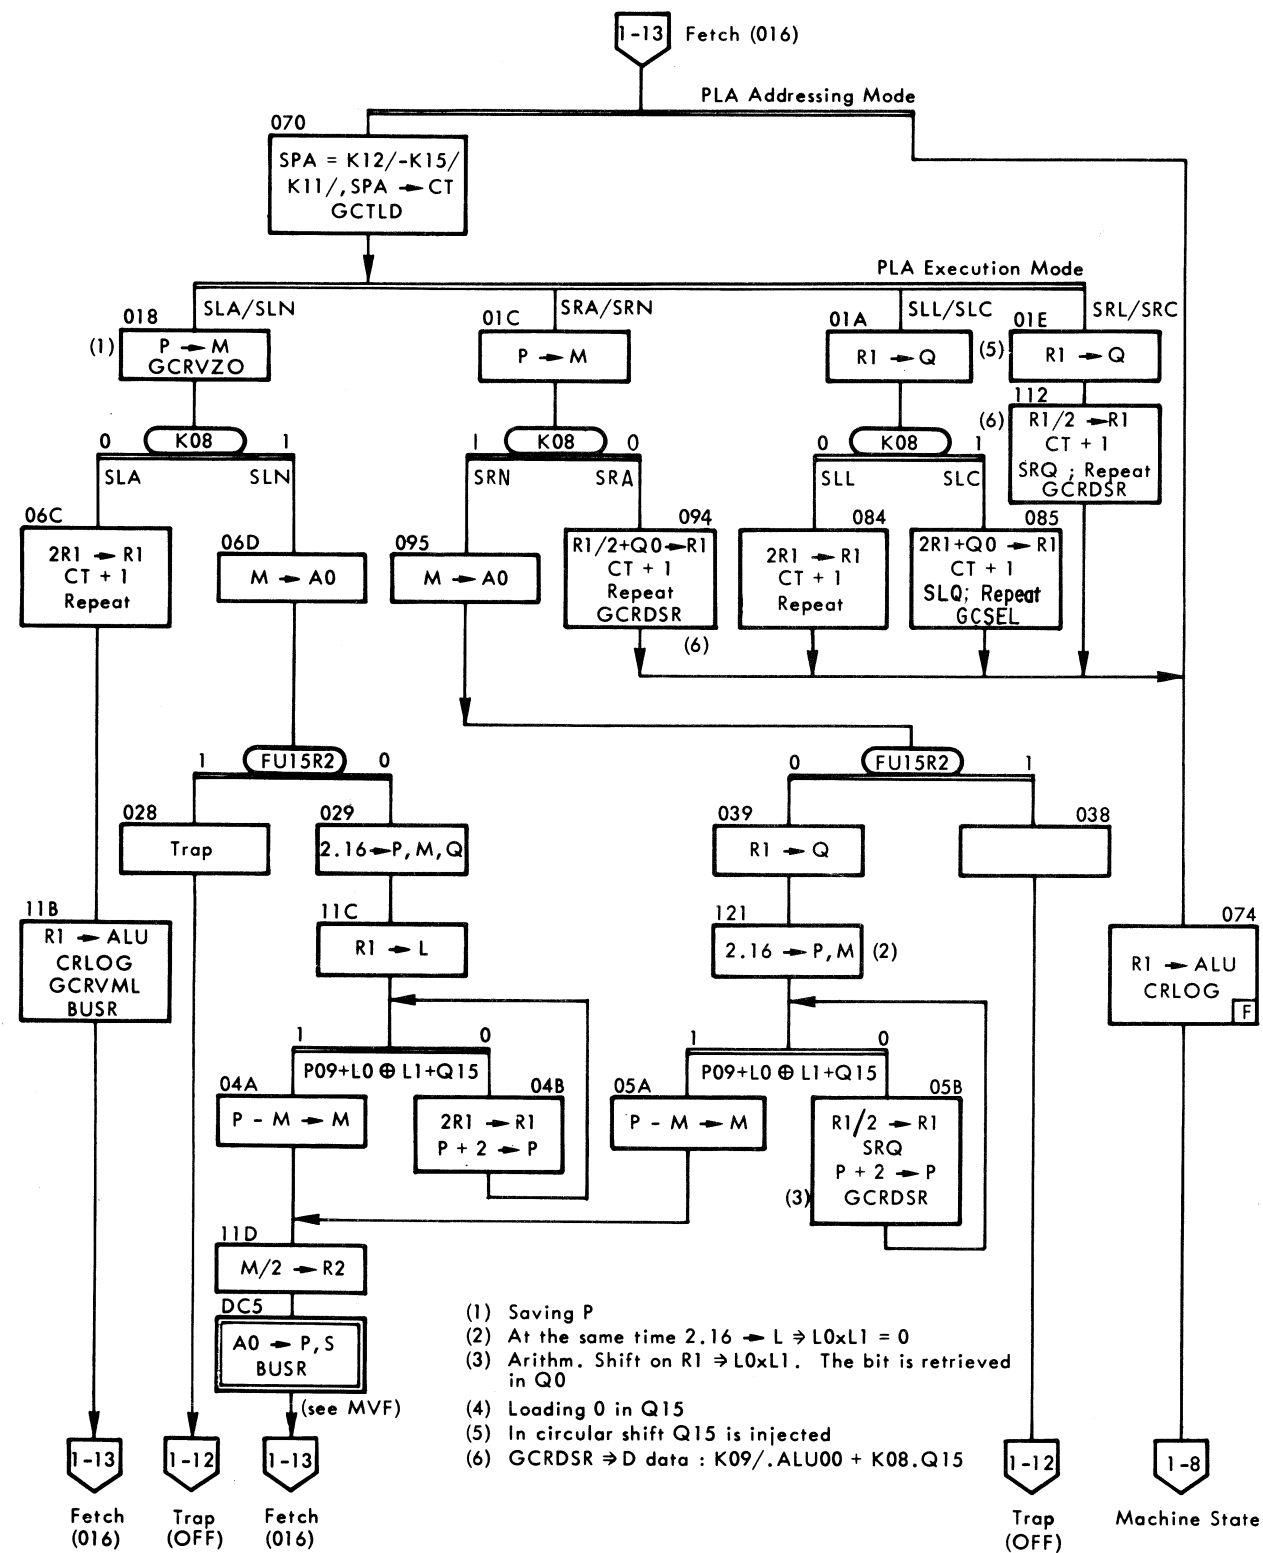 1-13 Fetch (016)
PLA Addressing Mode
070
SPA = K12/-K15/
K11/, SPA → CT
GCTLD
PLA Execution Mode
SLA/SLN
SRA/SRN
SLL/SLC
SRL/SRC
018
01C
01A
01E
(1)
P → M
GCRVZO
P → M
R1 → Q
(5)
R1 → Q
112
(6)
R1/2 → R1
CT + 1
SRQ ; Repeat
GCRDSR
0 K08 1
1 K08 0
0 K08 1
SLA
SLN
SRN
SRA
SLL
SLC
06C
2R1 → R1
CT + 1
Repeat
06D
M → A0
095
M → A0
094
R1/2+Q0→R1
CT + 1
Repeat
GCRDSR
(6)
084
2R1 → R1
CT + 1
Repeat
085
2R1+Q0 → R1
CT + 1
SLQ; Repeat
GCSEL
1 FU15R2 0
0 FU15R2 1
028
Trap
029
2.16→P, M, Q
039
R1 → Q
038
11B
R1 → ALU
CRLOG
GCRVML
BUSR
11C
R1 → L
121
2.16 → P, M (2)
074
R1 → ALU
CRLOG
F
1 0
P09+L0 ⊕ L1+Q15
1 0
P09+L0 ⊕ L1+Q15
04A
P - M → M
04B
2R1 → R1
P + 2 → P
05A
P - M → M
05B
R1/2 → R1
SRQ
P + 2 → P
(3) GCRDSR
11D
M/2 → R2
DC5
A0 → P, S
BUSR
(see MVF)
(1) Saving P
(2) At the same time 2.16 → L ⇒ L0xL1 = 0
(3) Arithm. Shift on R1 ⇒ L0xL1. The bit is retrieved
in Q0
(4) Loading 0 in Q15
(5) In circular shift Q15 is injected
(6) GCRDSR ⇒ D data : K09/.ALU00 + K08.Q15
1-13
1-12
1-13
1-12
1-8
Fetch
(016)
Trap
(OFF)
Fetch
(016)
Trap
(OFF)
Machine State